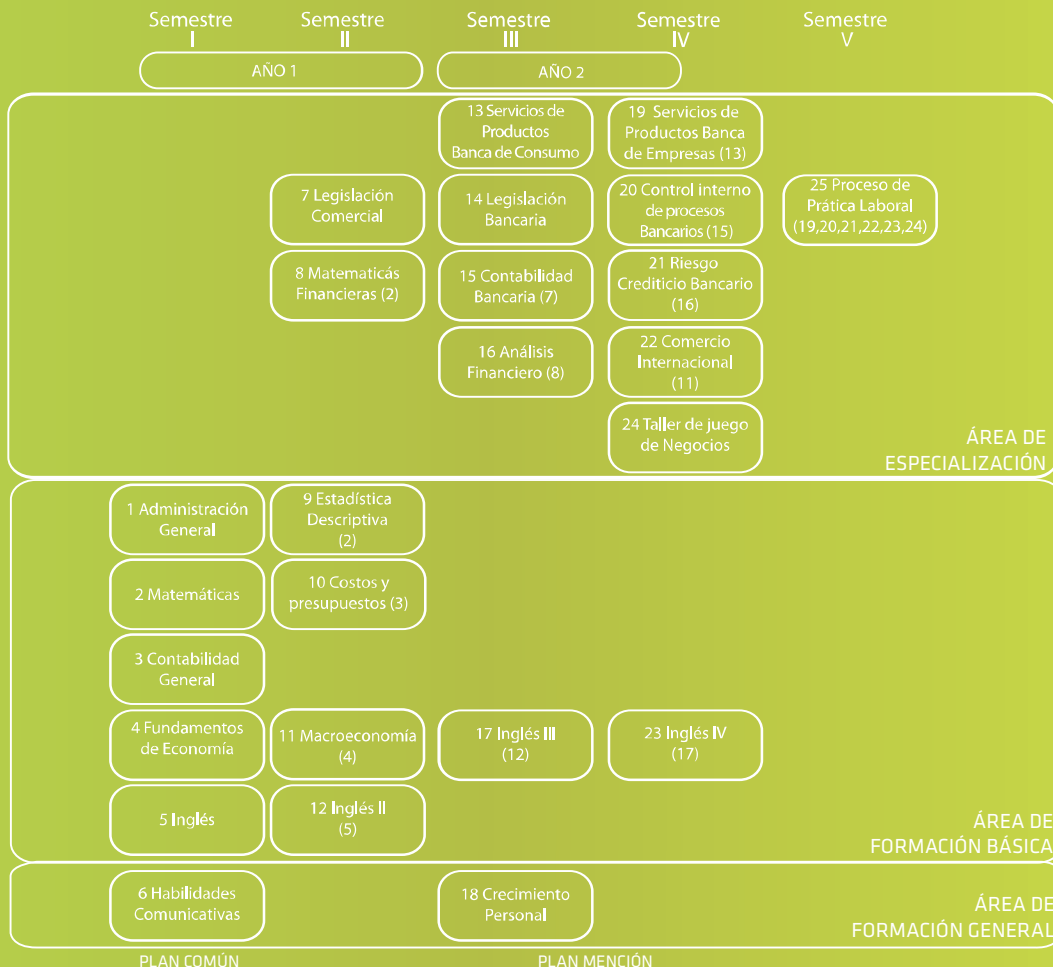 Semestre
I
Semestre
II
Semestre
III
Semestre
IV
Semestre
V
AÑO 1
AÑO 2
13 Servicios de
Productos
Banca de Consumo
19 Servicios de
Productos Banca
de Empresas (13)
7 Legislación
Comercial
14 Legislación
Bancaria
20 Control interno
de procesos
Bancarios (15)
25 Proceso de
Prática Laboral
(19,20,21,22,23,24)
8 Matematicás
Financieras (2)
15 Contabilidad
Bancaria (7)
21 Riesgo
Crediticio Bancario
(16)
16 Análisis
Financiero (8)
22 Comercio
Internacional
(11)
24 Taller de juego
de Negocios
ÁREA DE
ESPECIALIZACIÓN
1 Administración
General
9 Estadística
Descriptiva
(2)
2 Matemáticas
10 Costos y
presupuestos (3)
3 Contabilidad
General
4 Fundamentos
de Economía
11 Macroeconomía
(4)
17 Inglés III
(12)
23 Inglés IV
(17)
5 Inglés
12 Inglés II
(5)
ÁREA DE
FORMACIÓN BÁSICA
6 Habilidades
Comunicativas
18 Crecimiento
Personal
ÁREA DE
FORMACIÓN GENERAL
PLAN COMÚN
PLAN MENCIÓN